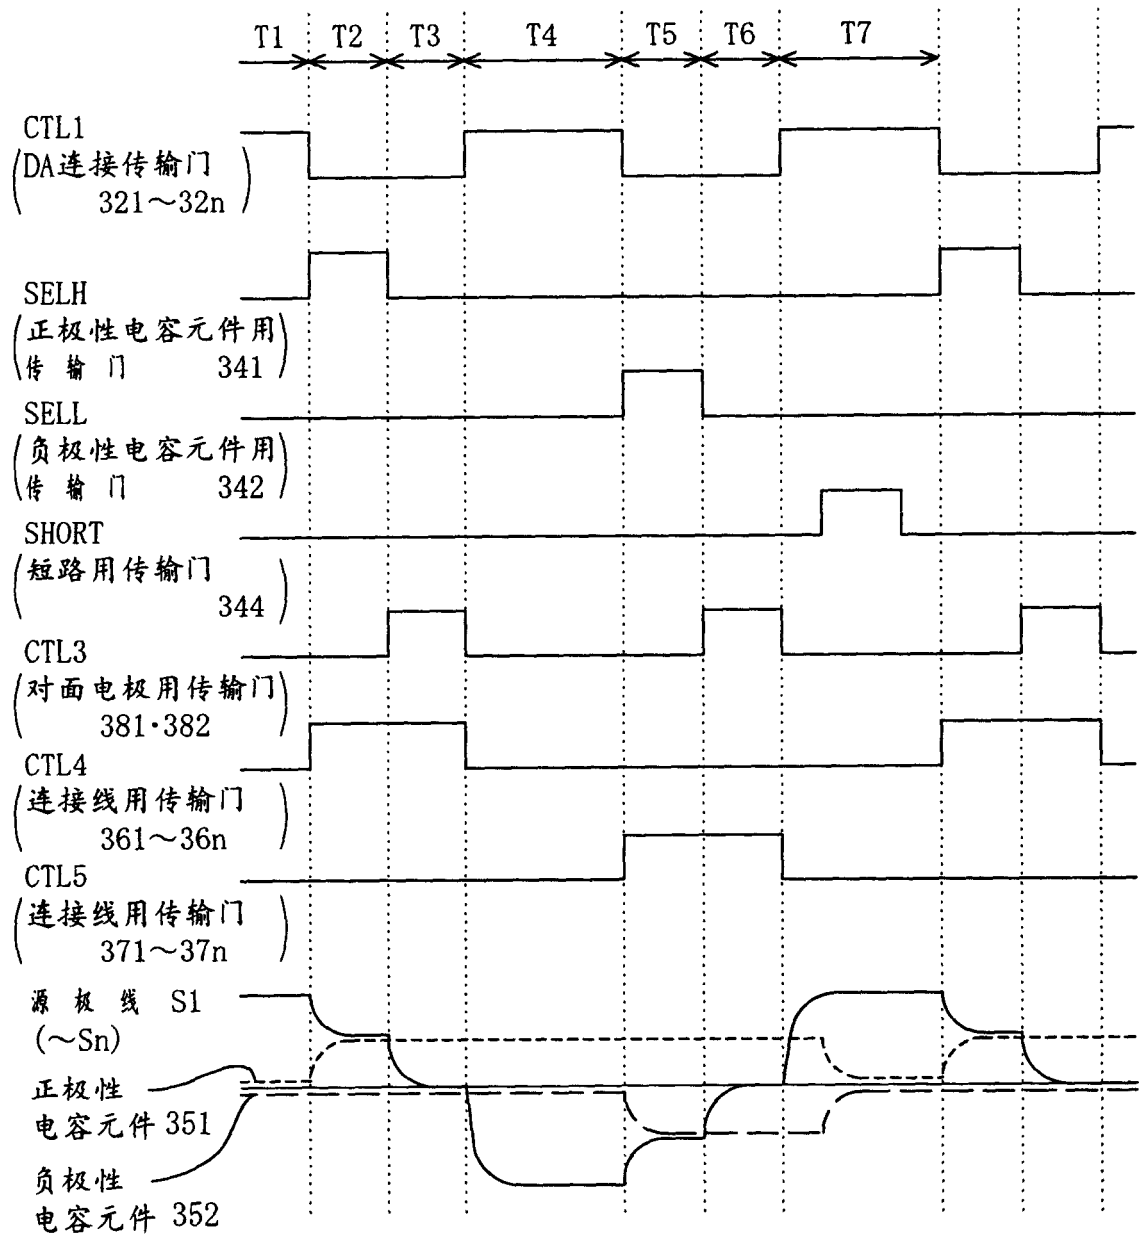 T1 T2 T3 T4 T5 T6 T7
CTL1
(DA连接传输门
321～32n)
SELH
(正极性电容元件用
传输门 341)
SELL
(负极性电容元件用
传输门 342)
SHORT
(短路用传输门
344)
CTL3
(对面电极用传输门
381·382)
CTL4
(连接线用传输门
361～36n)
CTL5
(连接线用传输门
371～37n)
源极线 S1
(～Sn)
正极性
电容元件 351
负极性
电容元件 352